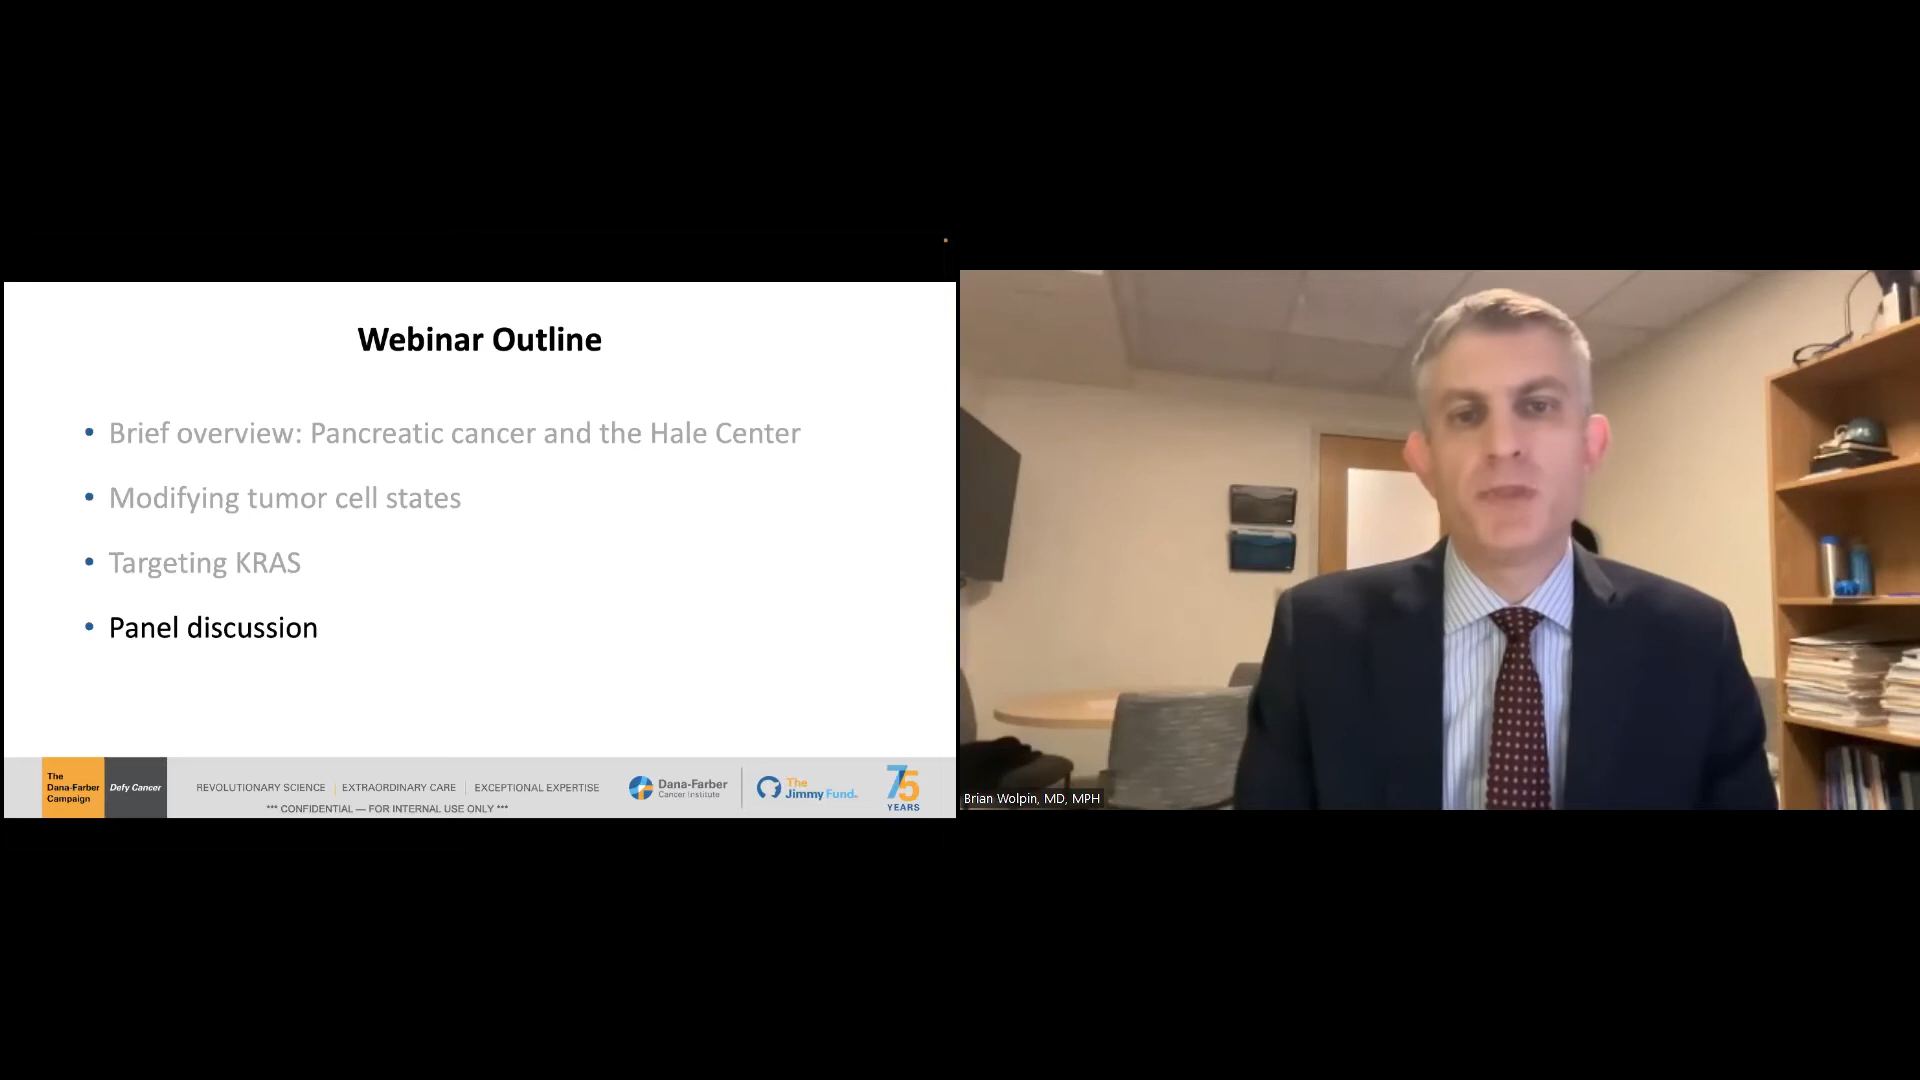 Webinar Outline
• Brief overview: Pancreatic cancer and the Hale Center
• Modifying tumor cell states
• Targeting KRAS
• Panel discussion
The
Dana-Farber
Campaign
Defy Cancer
REVOLUTIONARY SCIENCE | EXTRAORDINARY CARE | EXCEPTIONAL EXPERTISE
*** CONFIDENTIAL — FOR INTERNAL USE ONLY ***
Dana-Farber
Cancer Institute
The
Jimmy Fund.
75
YEARS
Brian Wolpin, MD, MPH